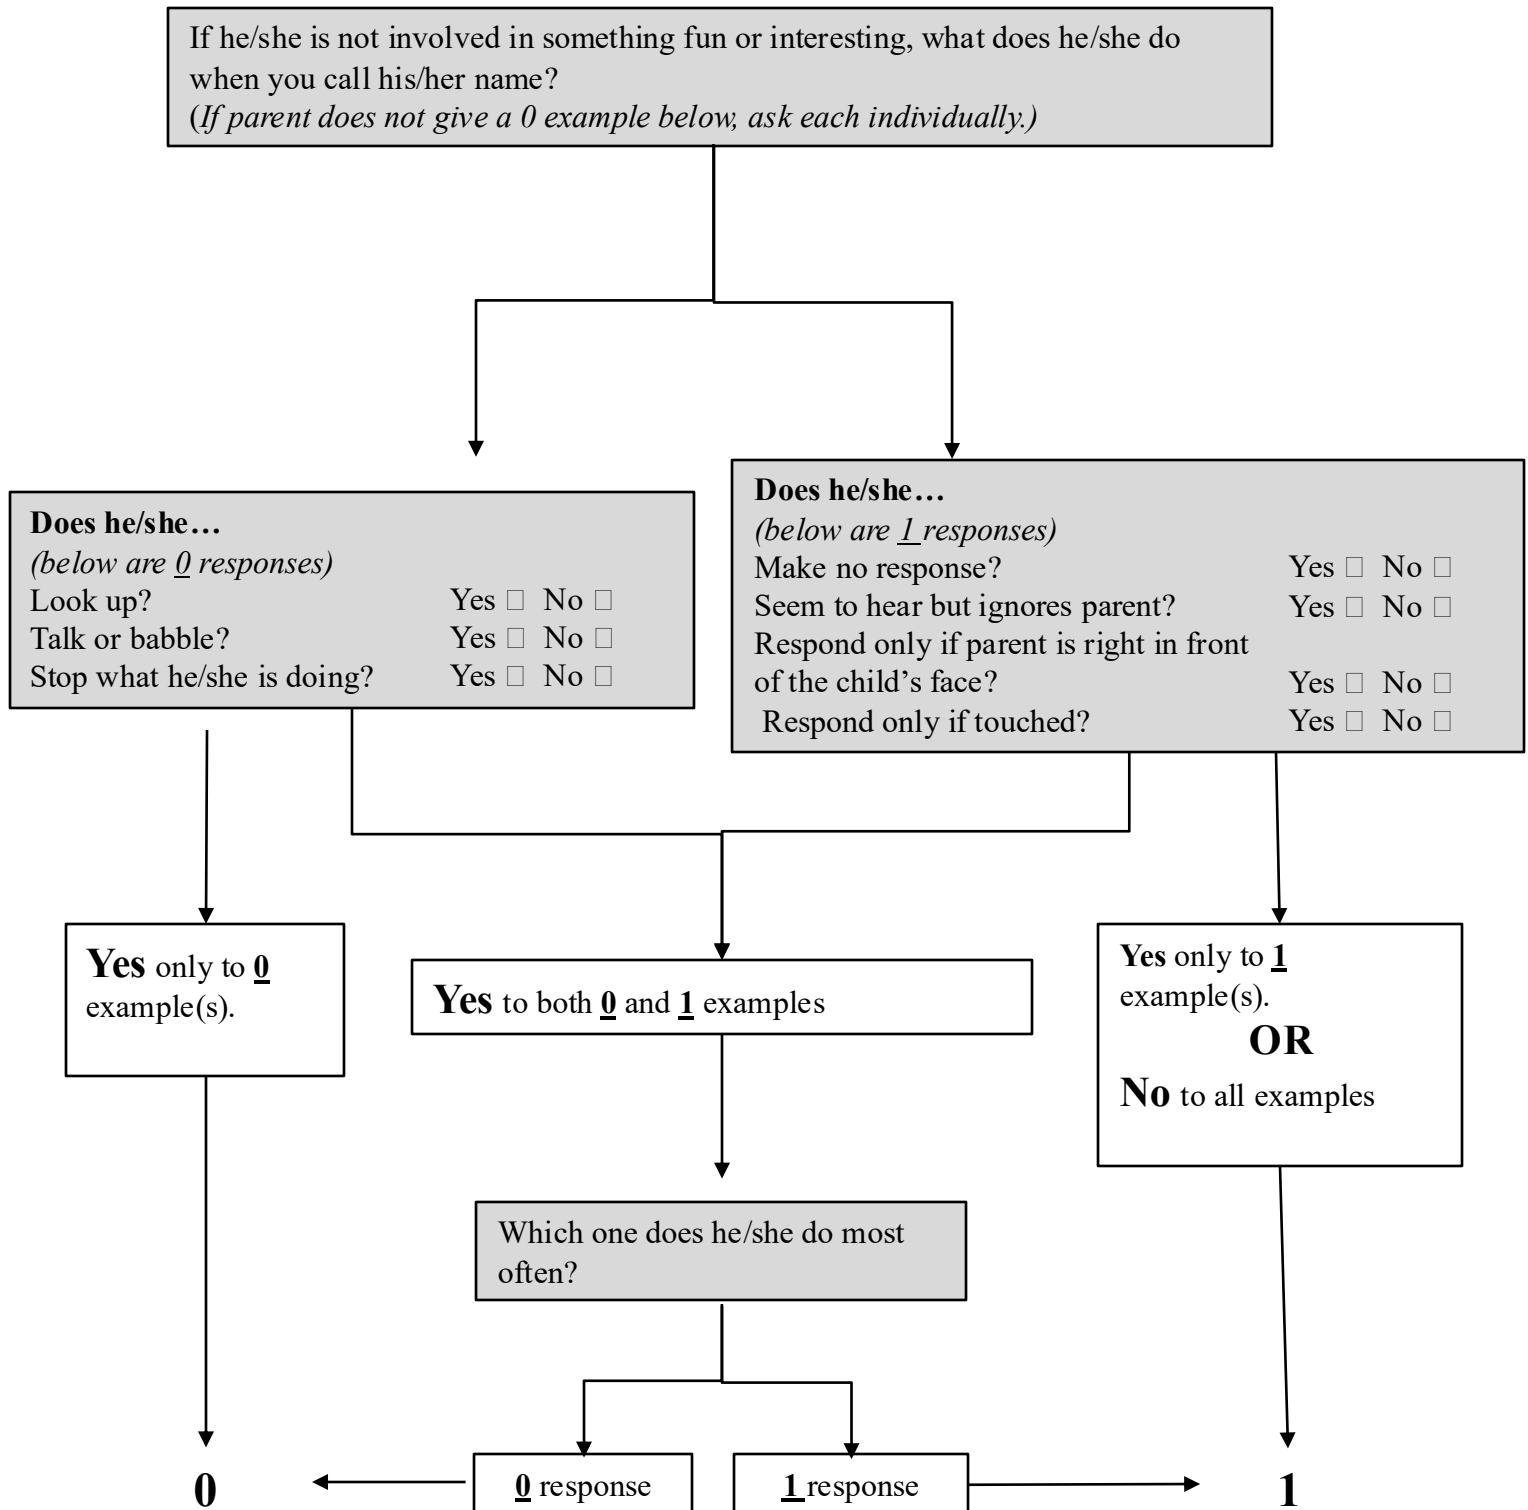 If he/she is not involved in something fun or interesting, what does he/she do
when you call his/her name?
(If parent does not give a 0 example below, ask each individually.)
Does he/she…
(below are 0 responses)
Look up? Yes □ No □
Talk or babble? Yes □ No □
Stop what he/she is doing? Yes □ No □
Does he/she…
(below are 1 responses)
Make no response? Yes □ No □
Seem to hear but ignores parent? Yes □ No □
Respond only if parent is right in front
of the child’s face? Yes □ No □
Respond only if touched? Yes □ No □
Yes only to 0
example(s).
Yes to both 0 and 1 examples
Yes only to 1
example(s).
OR
No to all examples
Which one does he/she do most
often?
0
0 response
1 response
1